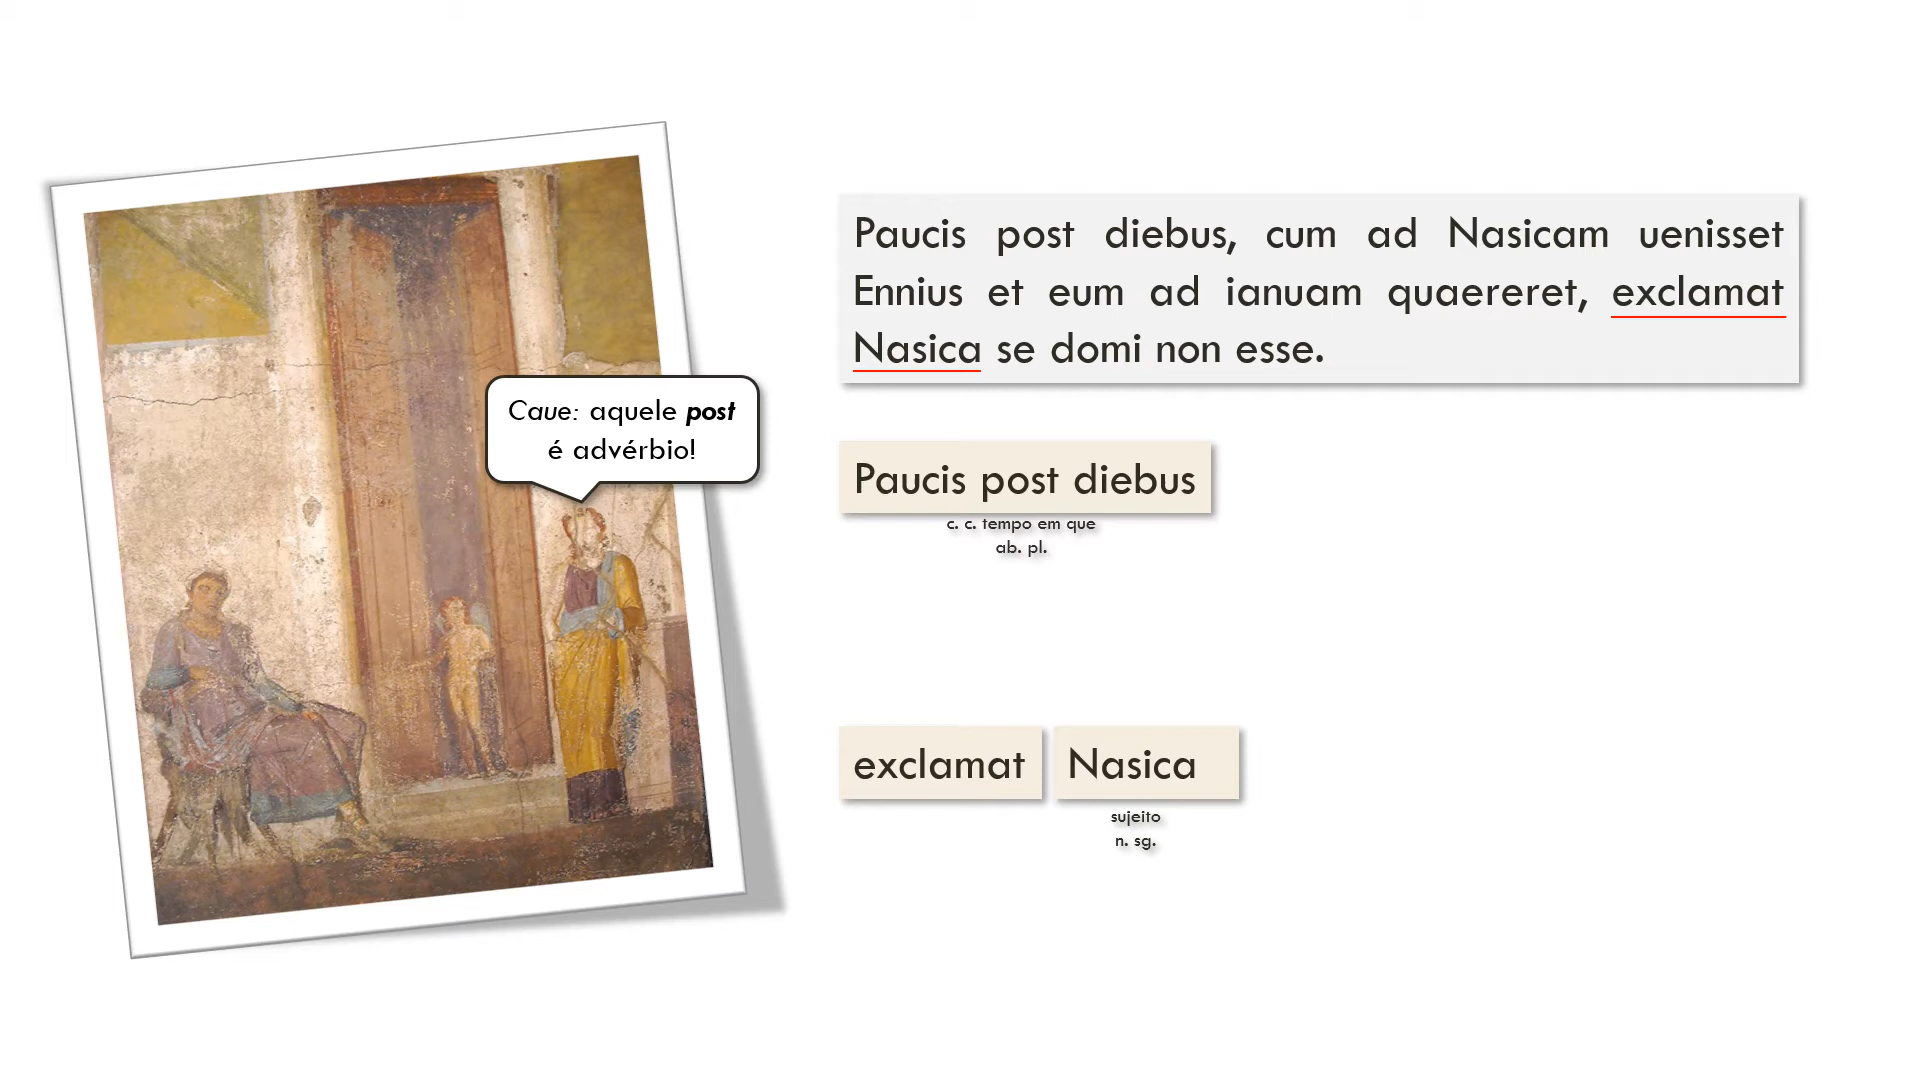 Paucis post diebus, cum ad Nasicam uenisset
Ennius et eum ad ianuam quaereret, exclamat
Nasica se domi non esse.
Caue: aquele post
é advérbio!
Paucis post diebus
c. c. tempo em que
ab. pl.
exclamat Nasica
sujeito
n. sg.